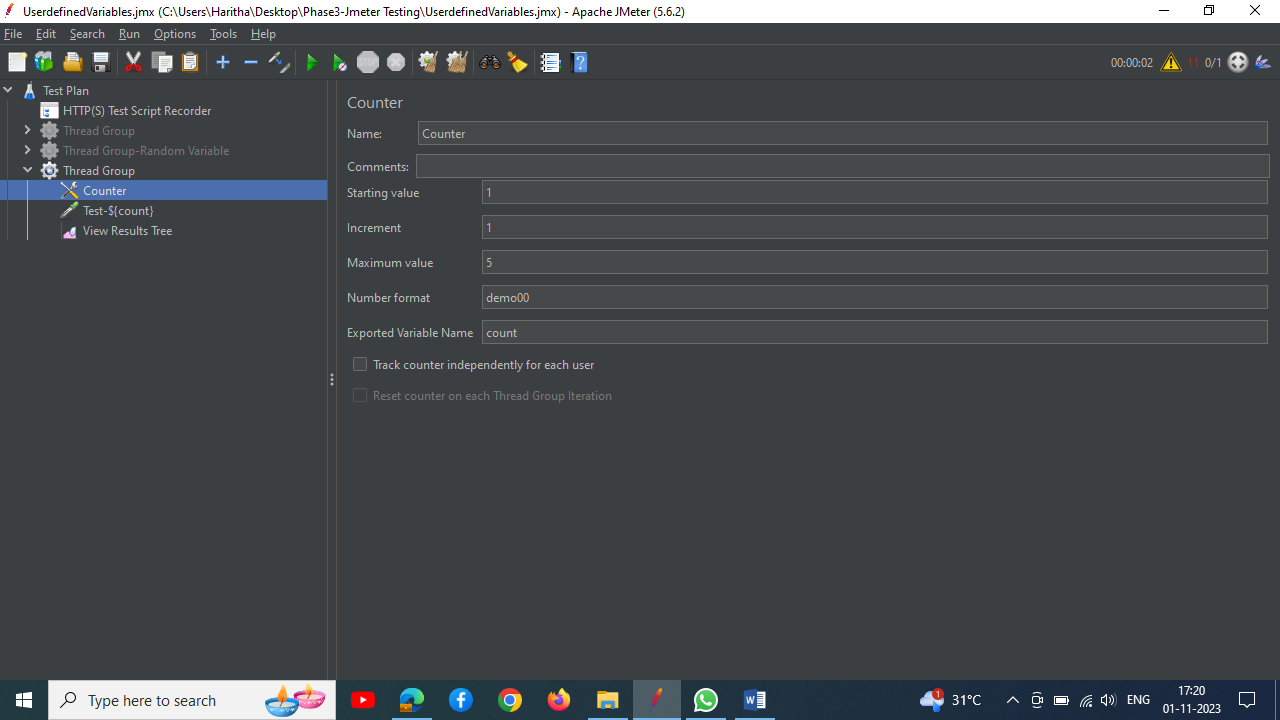 UserdefinedVariables.jmx (C:\Users\Haritha\Desktop\Phase3-Jmeter Testing\UserdefinedVariables.jmx) - Apache JMeter (5.6.2)
File Edit Search Run Options Tools Help
STOP
00:00:02 11 0/1
Test Plan
HTTP(S) Test Script Recorder
Thread Group
Thread Group-Random Variable
Thread Group
Counter
Test-${count}
View Results Tree
Counter
Name: Counter
Comments:
Starting value 1
Increment 1
Maximum value 5
Number format demo00
Exported Variable Name count
Track counter independently for each user
Reset counter on each Thread Group Iteration
Type here to search
1 31°C ENG 17:20
01-11-2023